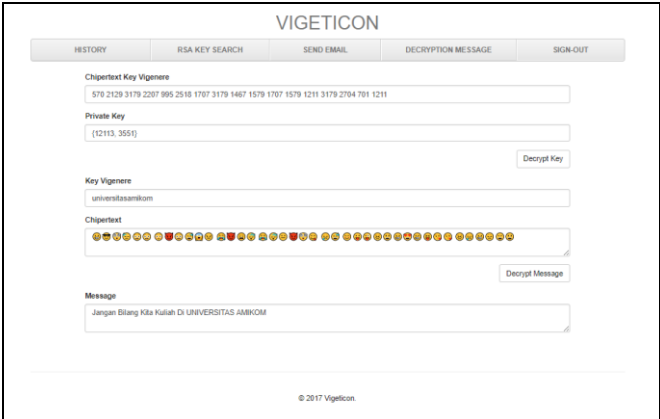 VIGETICON
HISTORY RSA KEY SEARCH SEND EMAIL DECRYPTION MESSAGE SIGN-OUT
Chipertext Key Vigenere
570 2129 3179 2207 995 2518 1707 3179 1467 1579 1707 1579 1211 3179 2704 701 1211
Private Key
{12113, 3551}
Decrypt Key
Key Vigenere
universitasamikom
Chipertext
Decrypt Message
Message
Jangan Bilang Kita Kuliah Di UNIVERSITAS AMIKOM
© 2017 Vigeticon.